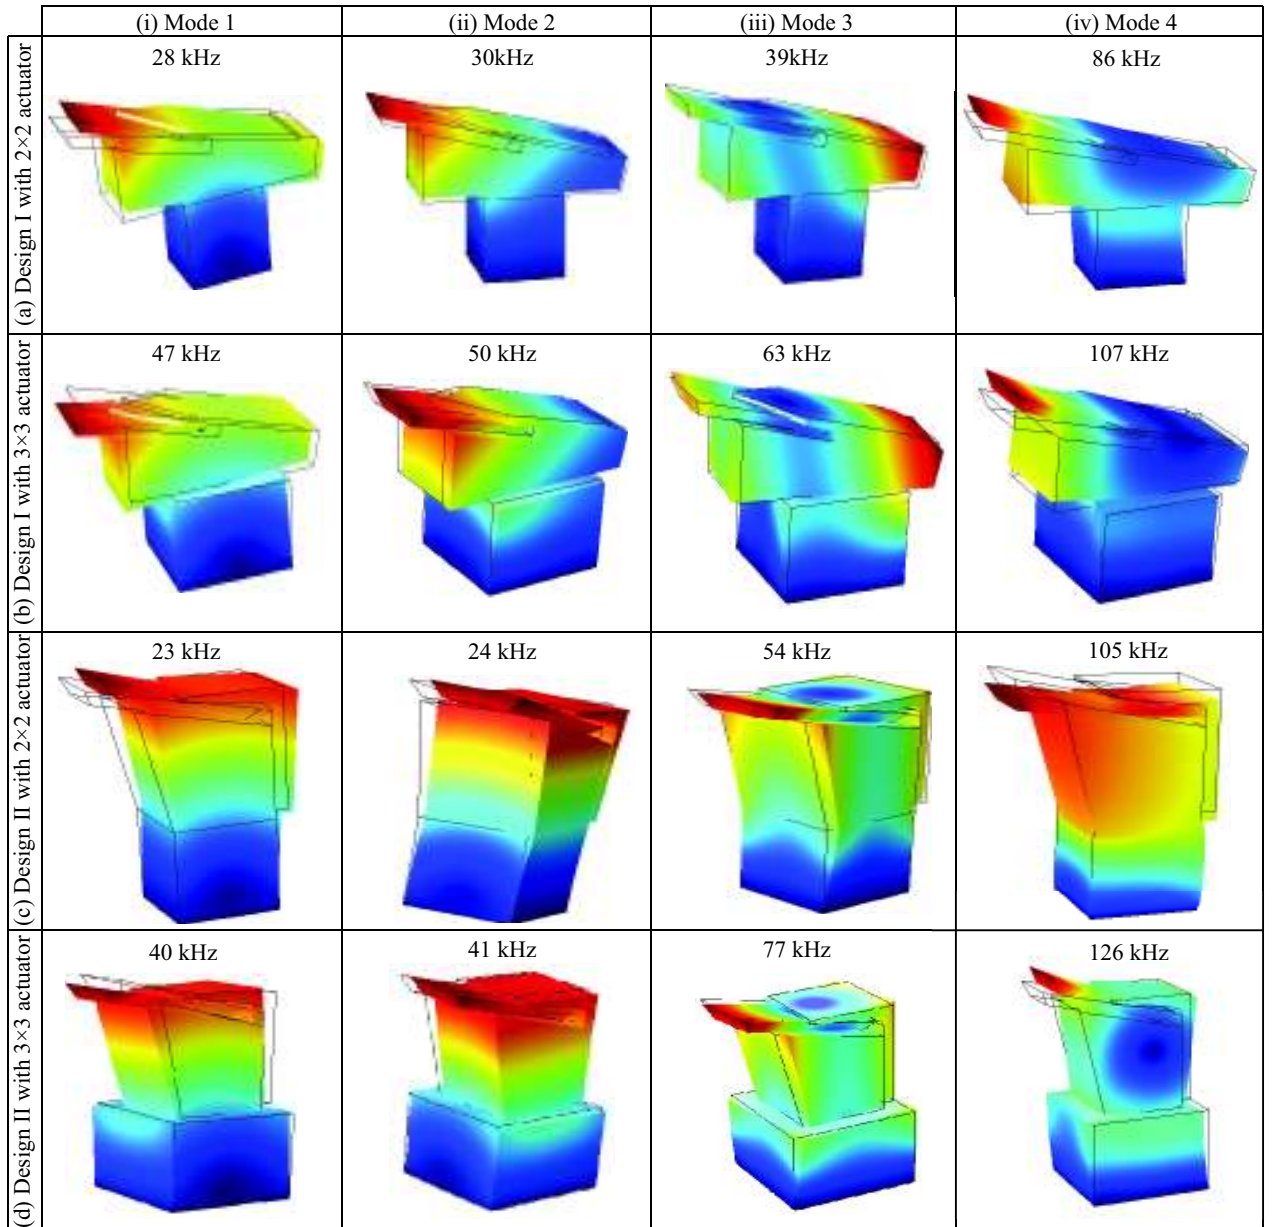 (i) Mode 1
(ii) Mode 2
(iii) Mode 3
(iv) Mode 4
(a) Design I with 2×2 actuator
28 kHz
30kHz
39kHz
86 kHz
(b) Design I with 3×3 actuator
47 kHz
50 kHz
63 kHz
107 kHz
(c) Design II with 2×2 actuator
23 kHz
24 kHz
54 kHz
105 kHz
(d) Design II with 3×3 actuator
40 kHz
41 kHz
77 kHz
126 kHz